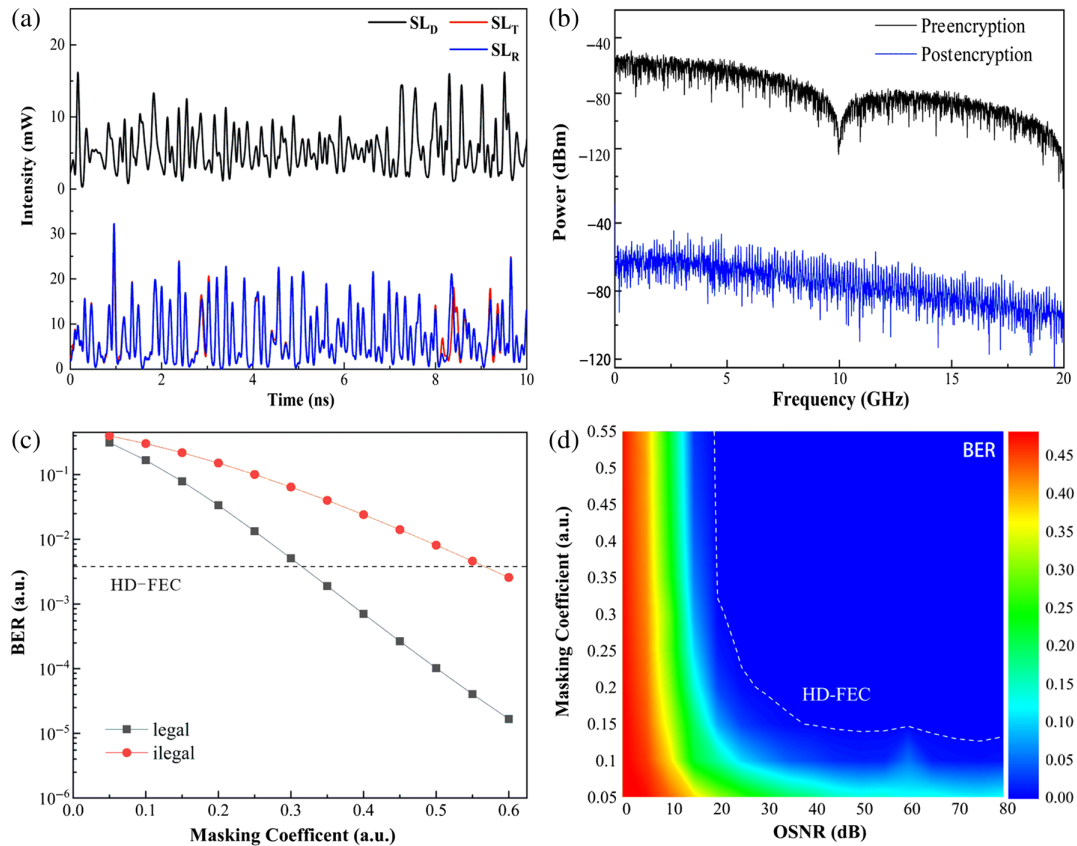 (a)
SL_D SL_T
SL_R
20
10
0
30
20
10
0
Intensity (mW)
0 2 4 6 8 10
Time (ns)
(b)
Preencryption
Postencryption
−40
−80
−120
−40
−80
−120
Power (dBm)
0 5 10 15 20
Frequency (GHz)
(c)
10⁻¹
10⁻²
10⁻³
10⁻⁴
10⁻⁵
10⁻⁶
BER (a.u.)
HD−FEC
legal
ilegal
0.0 0.1 0.2 0.3 0.4 0.5 0.6
Masking Coefficent (a.u.)
(d)
BER
0.55
0.5
0.45
0.4
0.35
0.3
0.25
0.2
0.15
0.1
0.05
Masking Coefficient (a.u.)
HD-FEC
0 10 20 30 40 50 60 70 80
OSNR (dB)
0.45
0.40
0.35
0.30
0.25
0.20
0.15
0.10
0.05
0.00